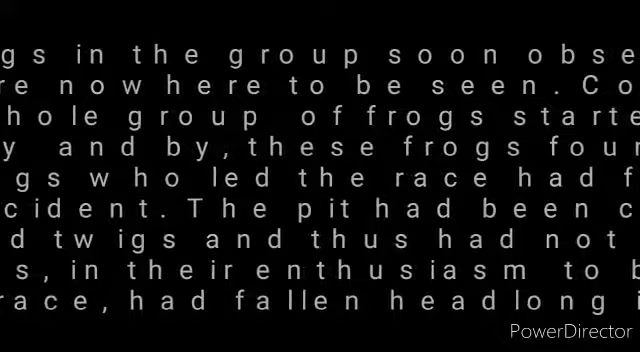 gs in the group soon obse
re now here to be seen. Co
hole group of frogs starte
y and by, these frogs four
gs who led the race had f
cident. The pit had been c
d twigs and thus had not
s, in their enthusiasm to b
race, had fallen headlong i
PowerDirector